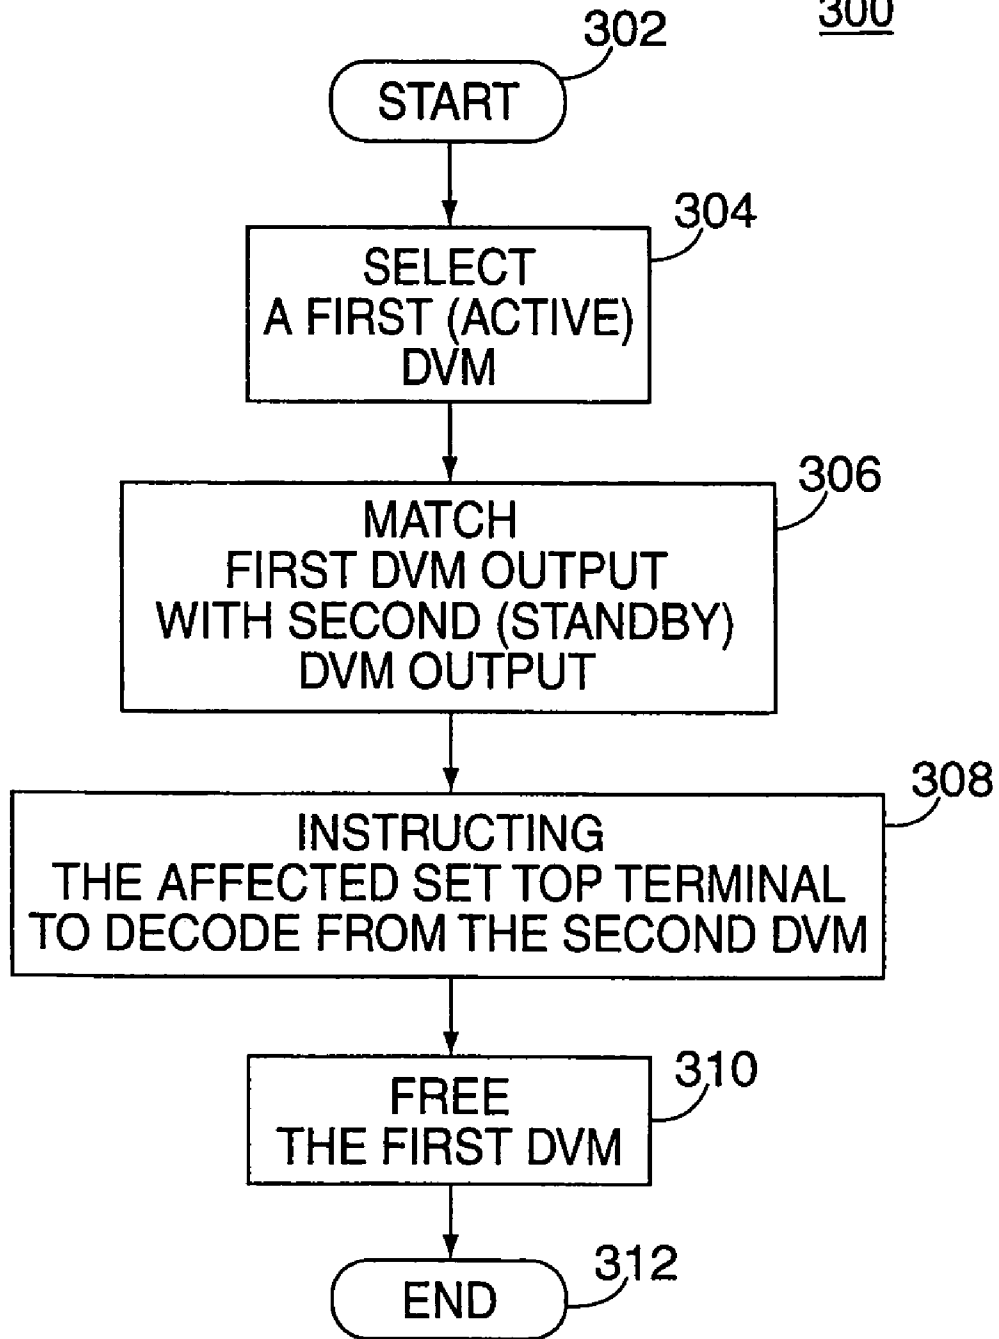 300
302
START
304
SELECT
A FIRST (ACTIVE)
DVM
306
MATCH
FIRST DVM OUTPUT
WITH SECOND (STANDBY)
DVM OUTPUT
308
INSTRUCTING
THE AFFECTED SET TOP TERMINAL
TO DECODE FROM THE SECOND DVM
310
FREE
THE FIRST DVM
312
END